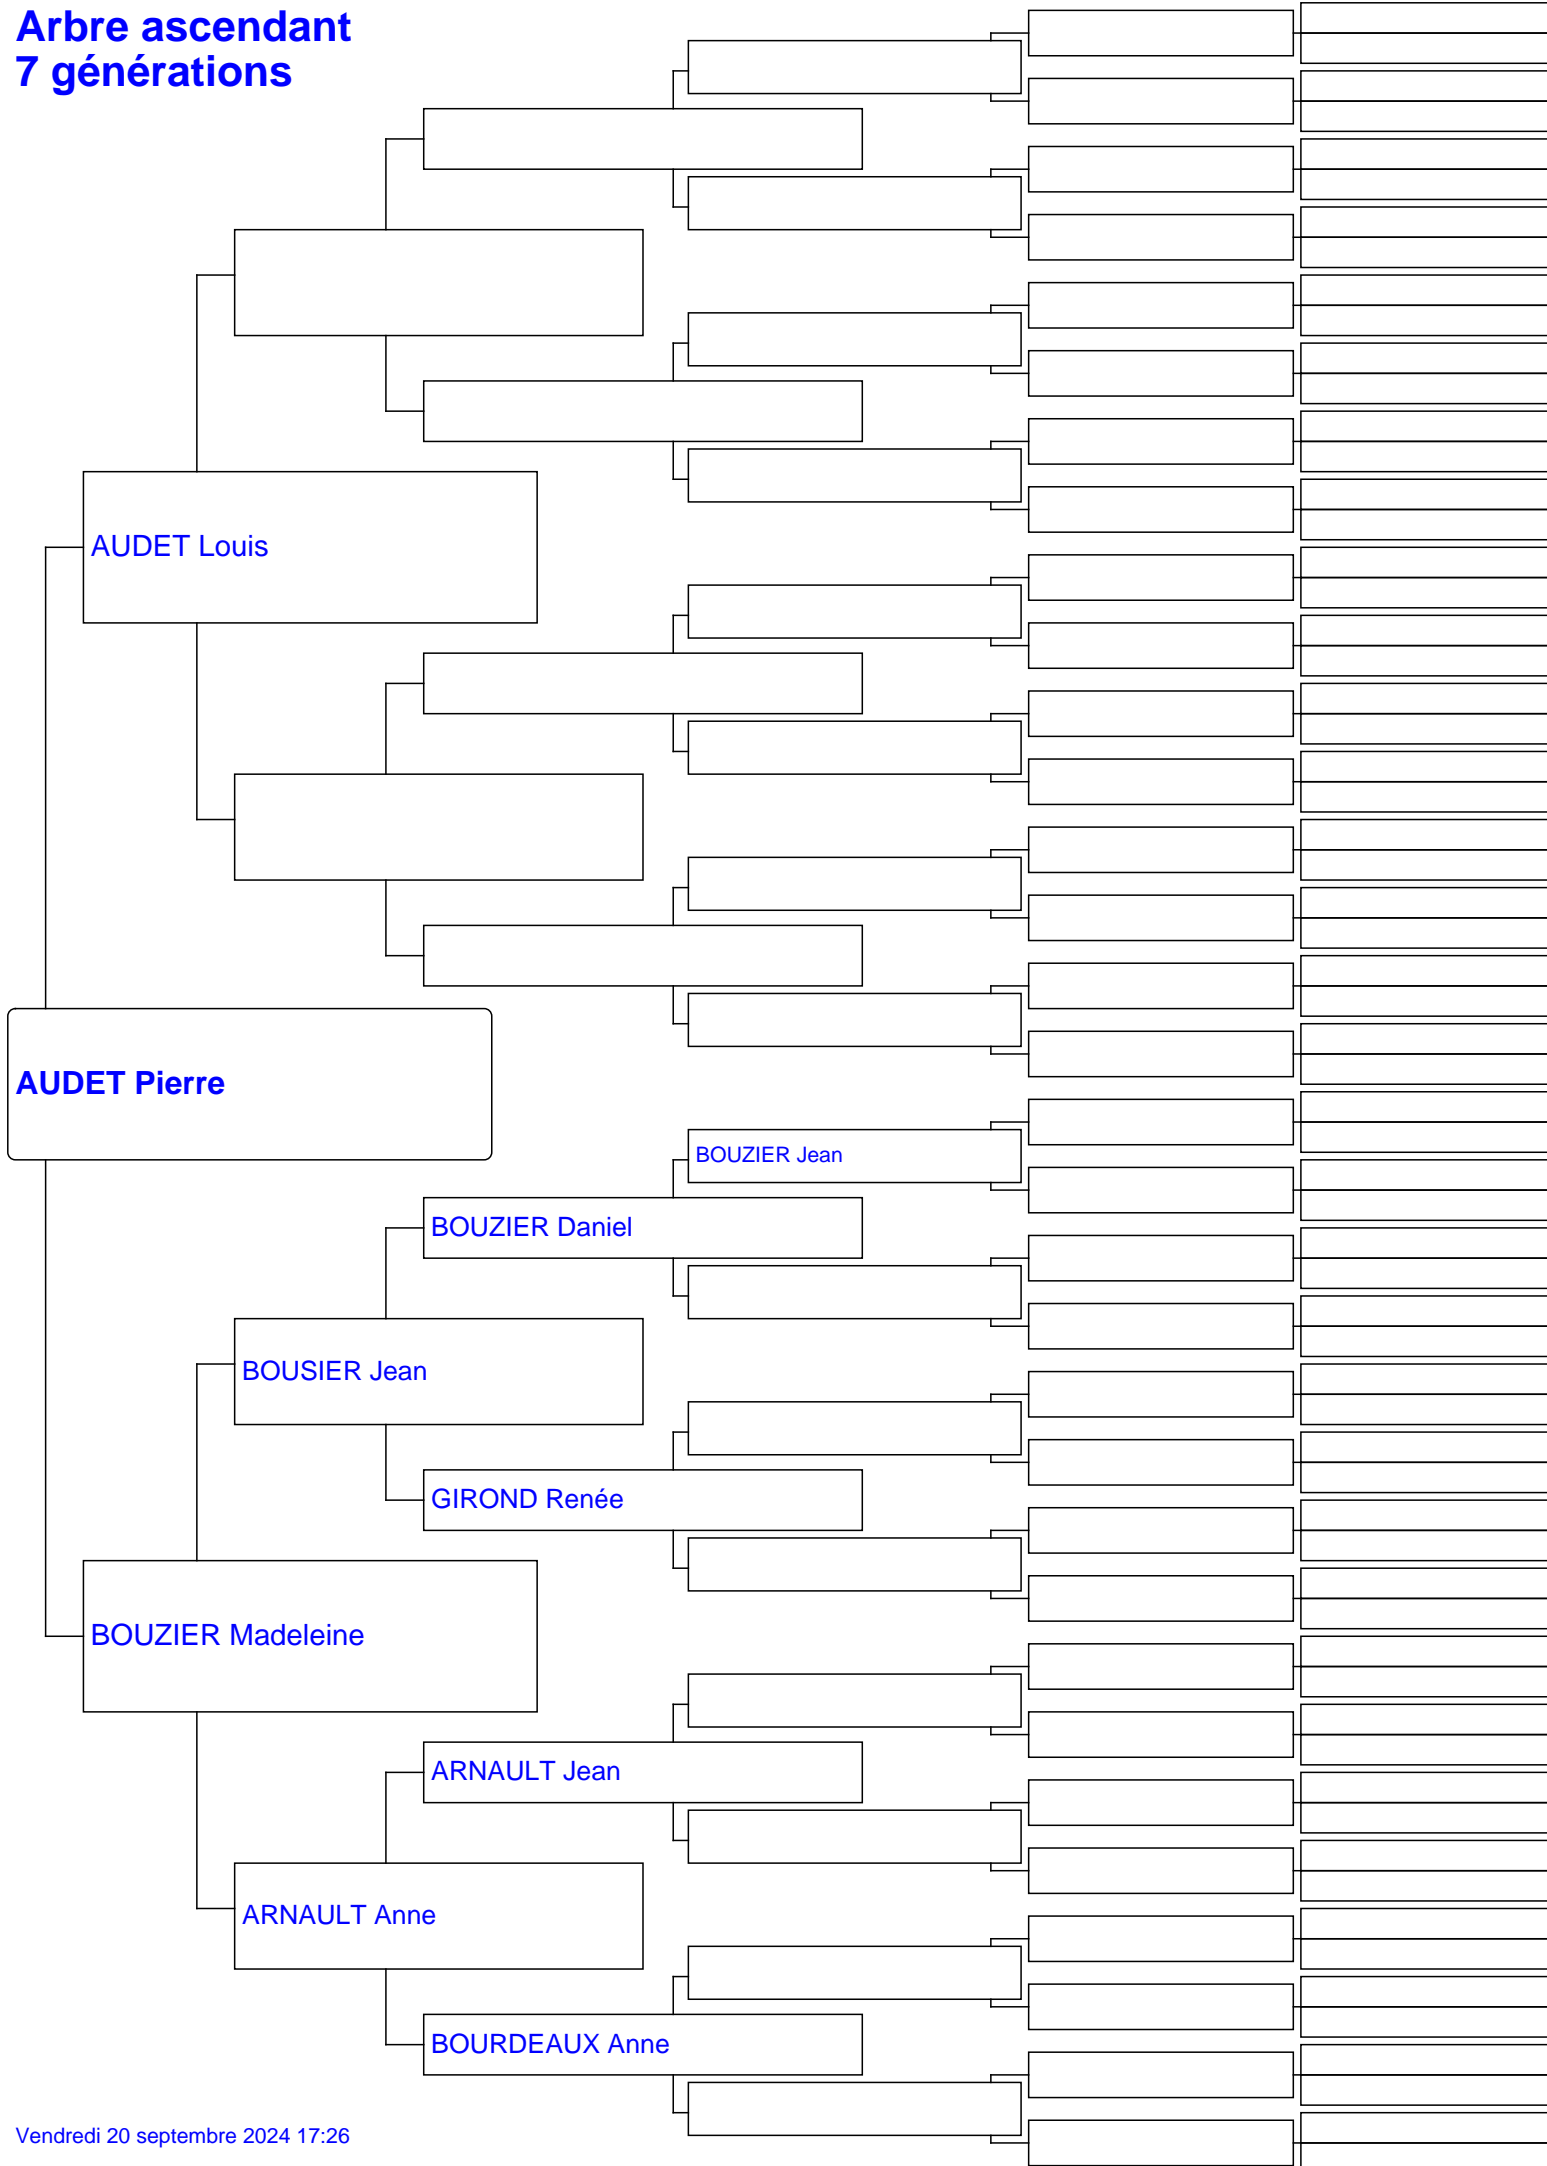 Arbre ascendant
7 générations
AUDET Louis
AUDET Pierre
BOUZIER Jean
BOUZIER Daniel
BOUSIER Jean
GIROND Renée
BOUZIER Madeleine
ARNAULT Jean
ARNAULT Anne
BOURDEAUX Anne
Vendredi 20 septembre 2024 17:26